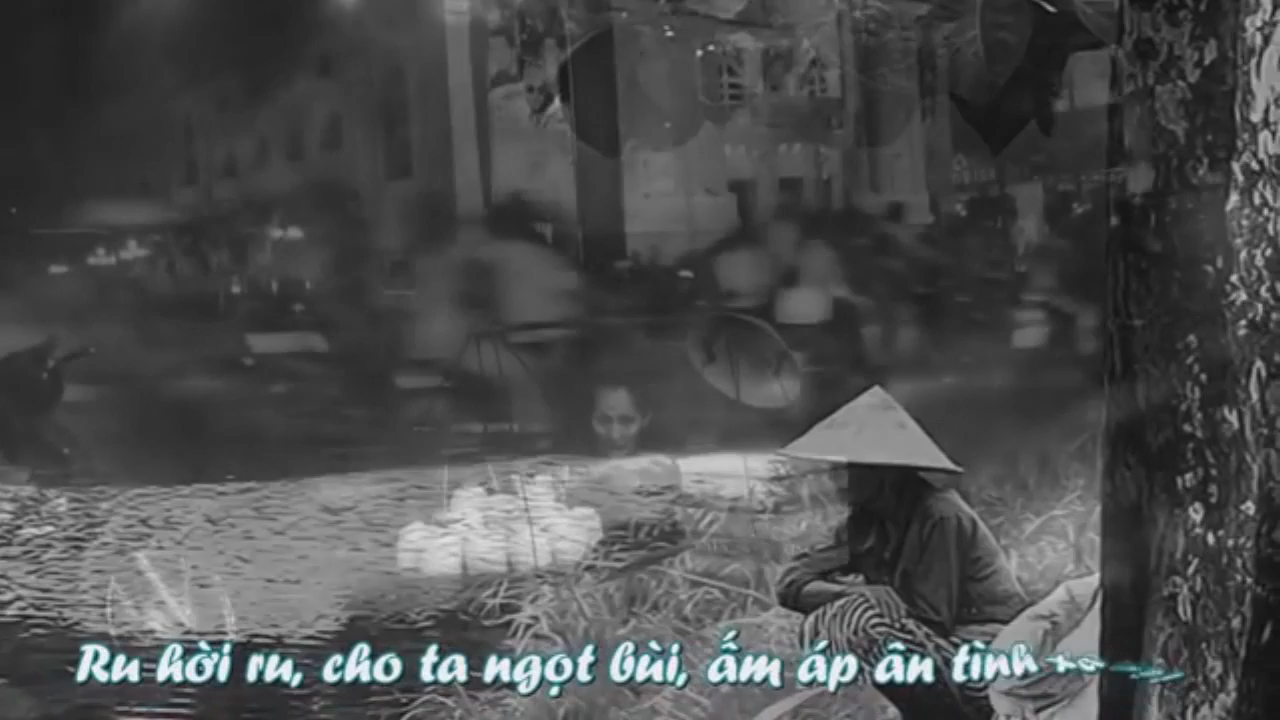 Ru hời ru, cho ta ngọt bùi, ấm áp ân tình